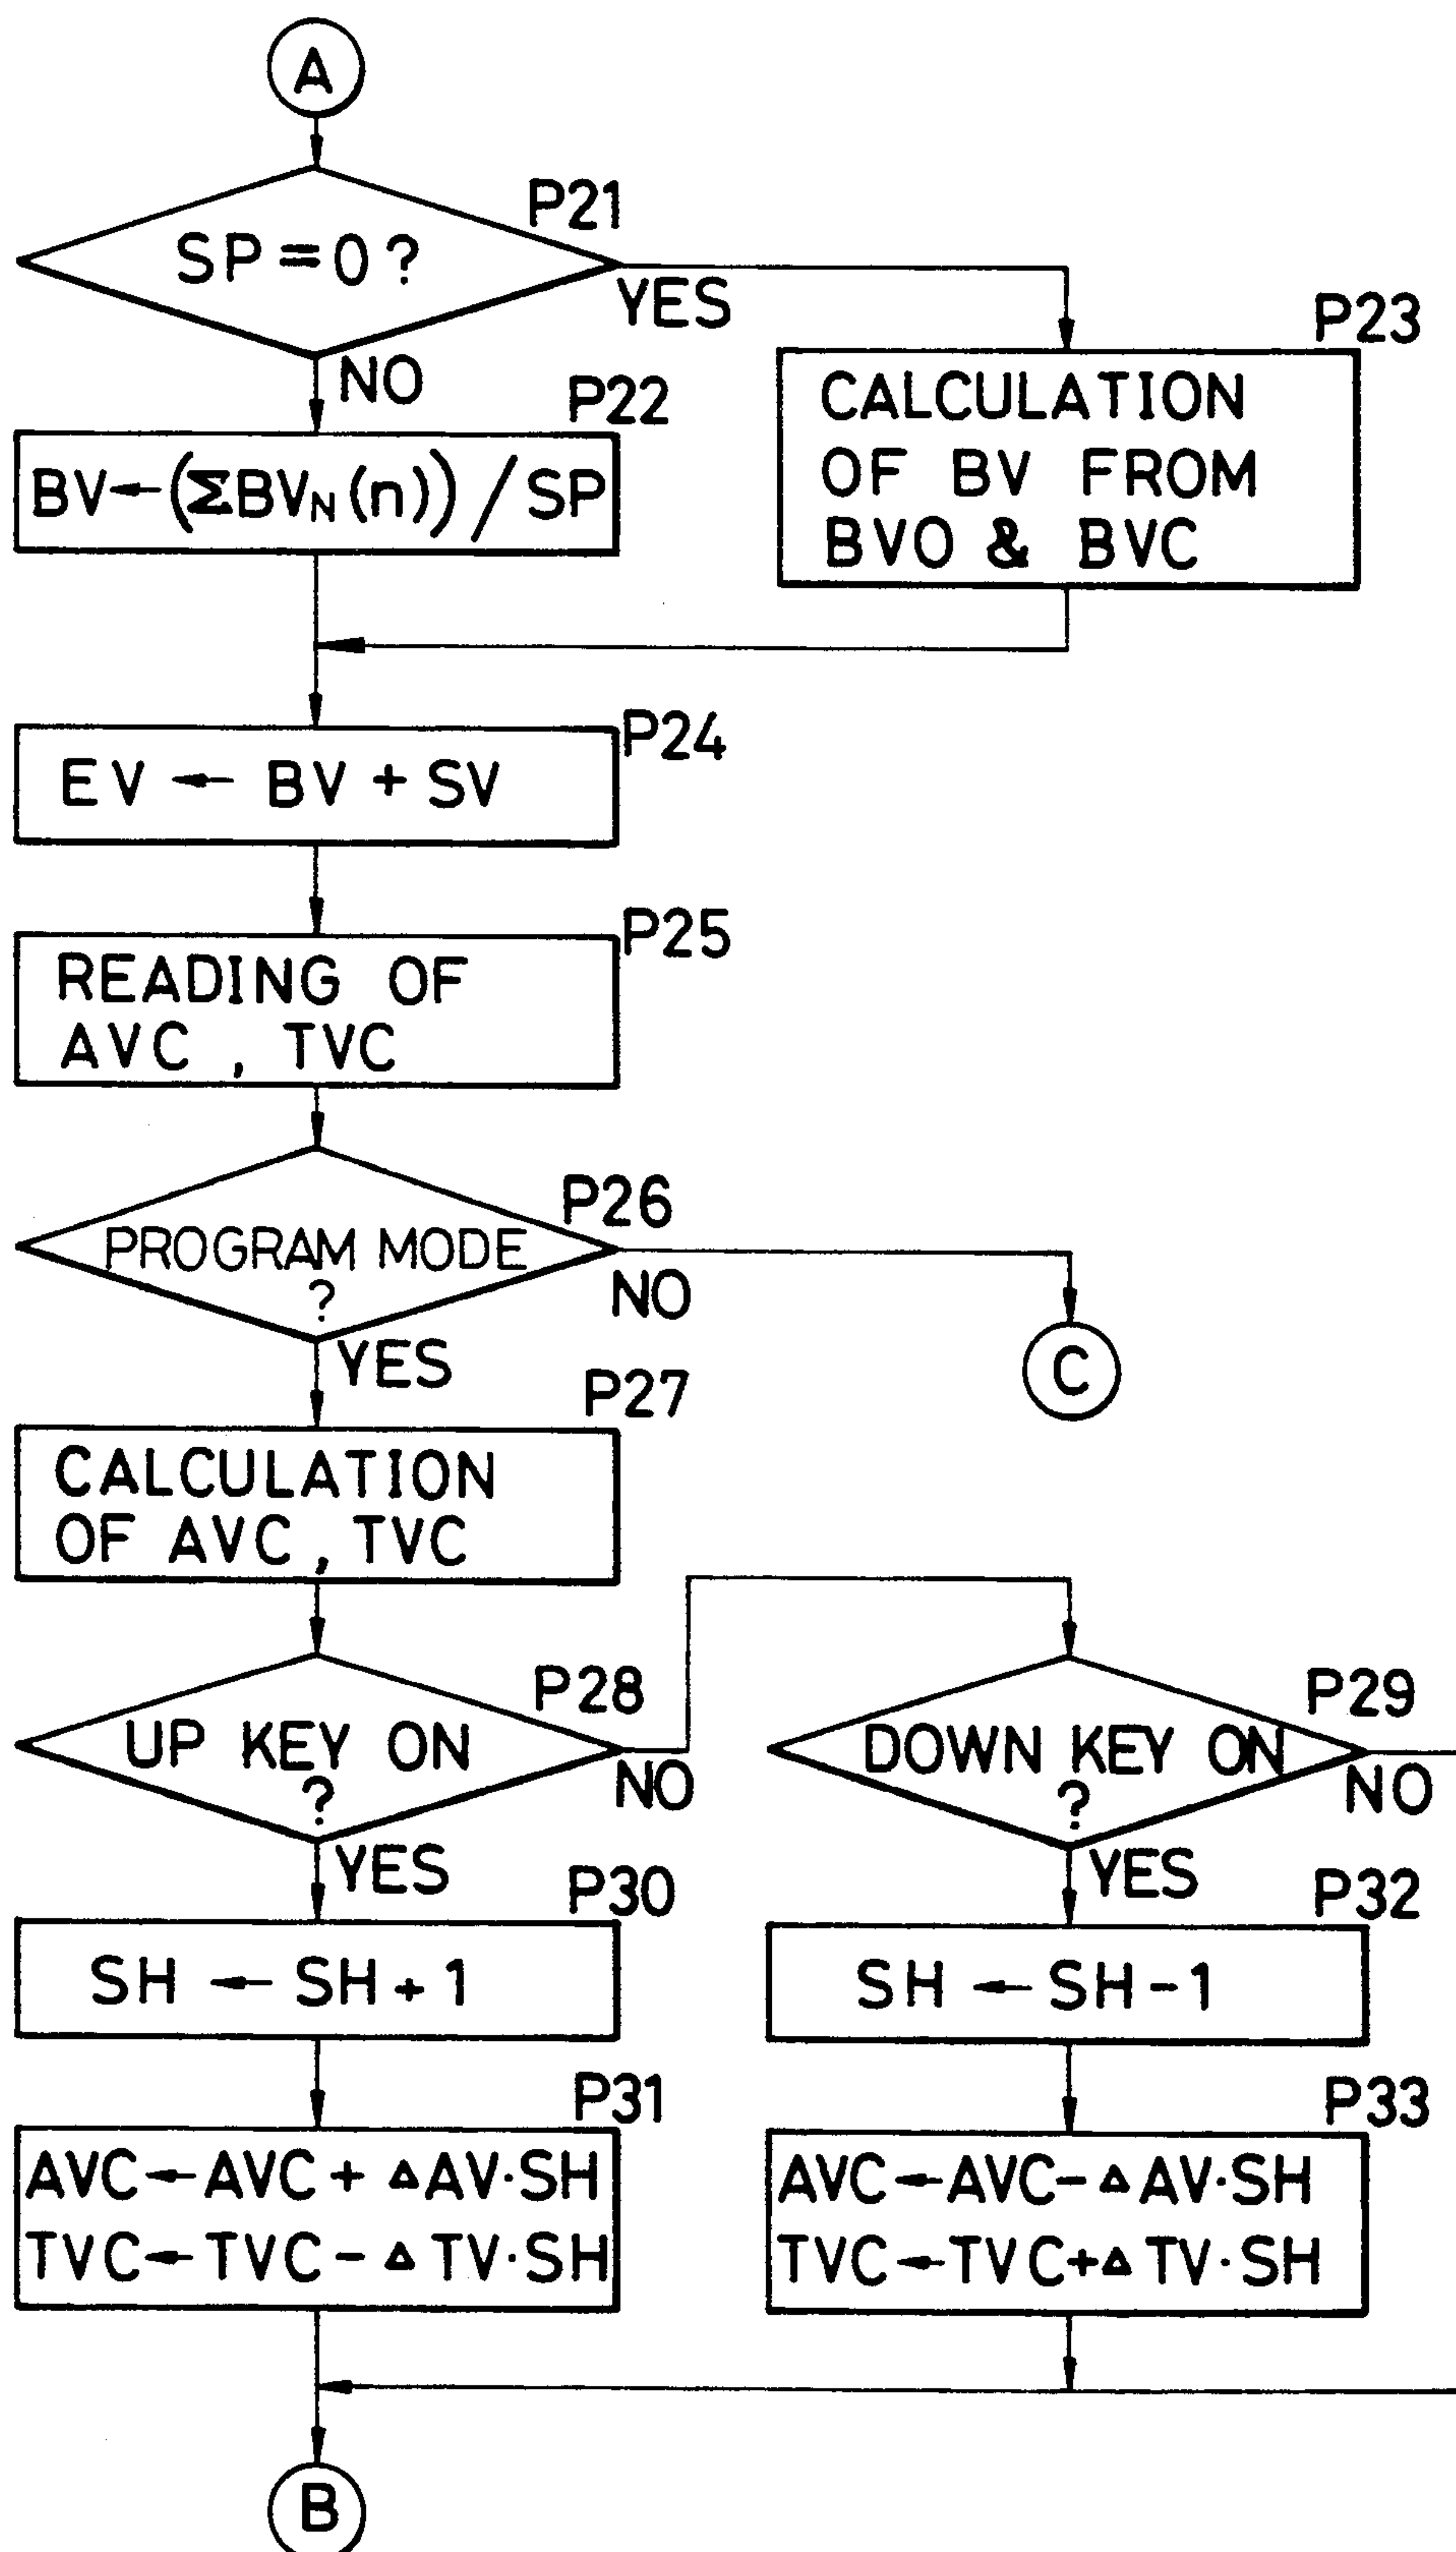 A
P21
SP=0?
YES
NO
P23
CALCULATION
OF BV FROM
BVO & BVC
P22
BV←(ΣBVN(n))/SP
P24
EV ← BV + SV
P25
READING OF
AVC , TVC
P26
PROGRAM MODE
?
NO
YES
C
P27
CALCULATION
OF AVC, TVC
P28
UP KEY ON
?
NO
YES
P29
DOWN KEY ON
?
NO
YES
P30
SH ← SH + 1
P32
SH ← SH - 1
P31
AVC←AVC + ΔAV·SH
TVC←TVC - ΔTV·SH
P33
AVC←AVC- ΔAV·SH
TVC←TVC+Δ TV·SH
B